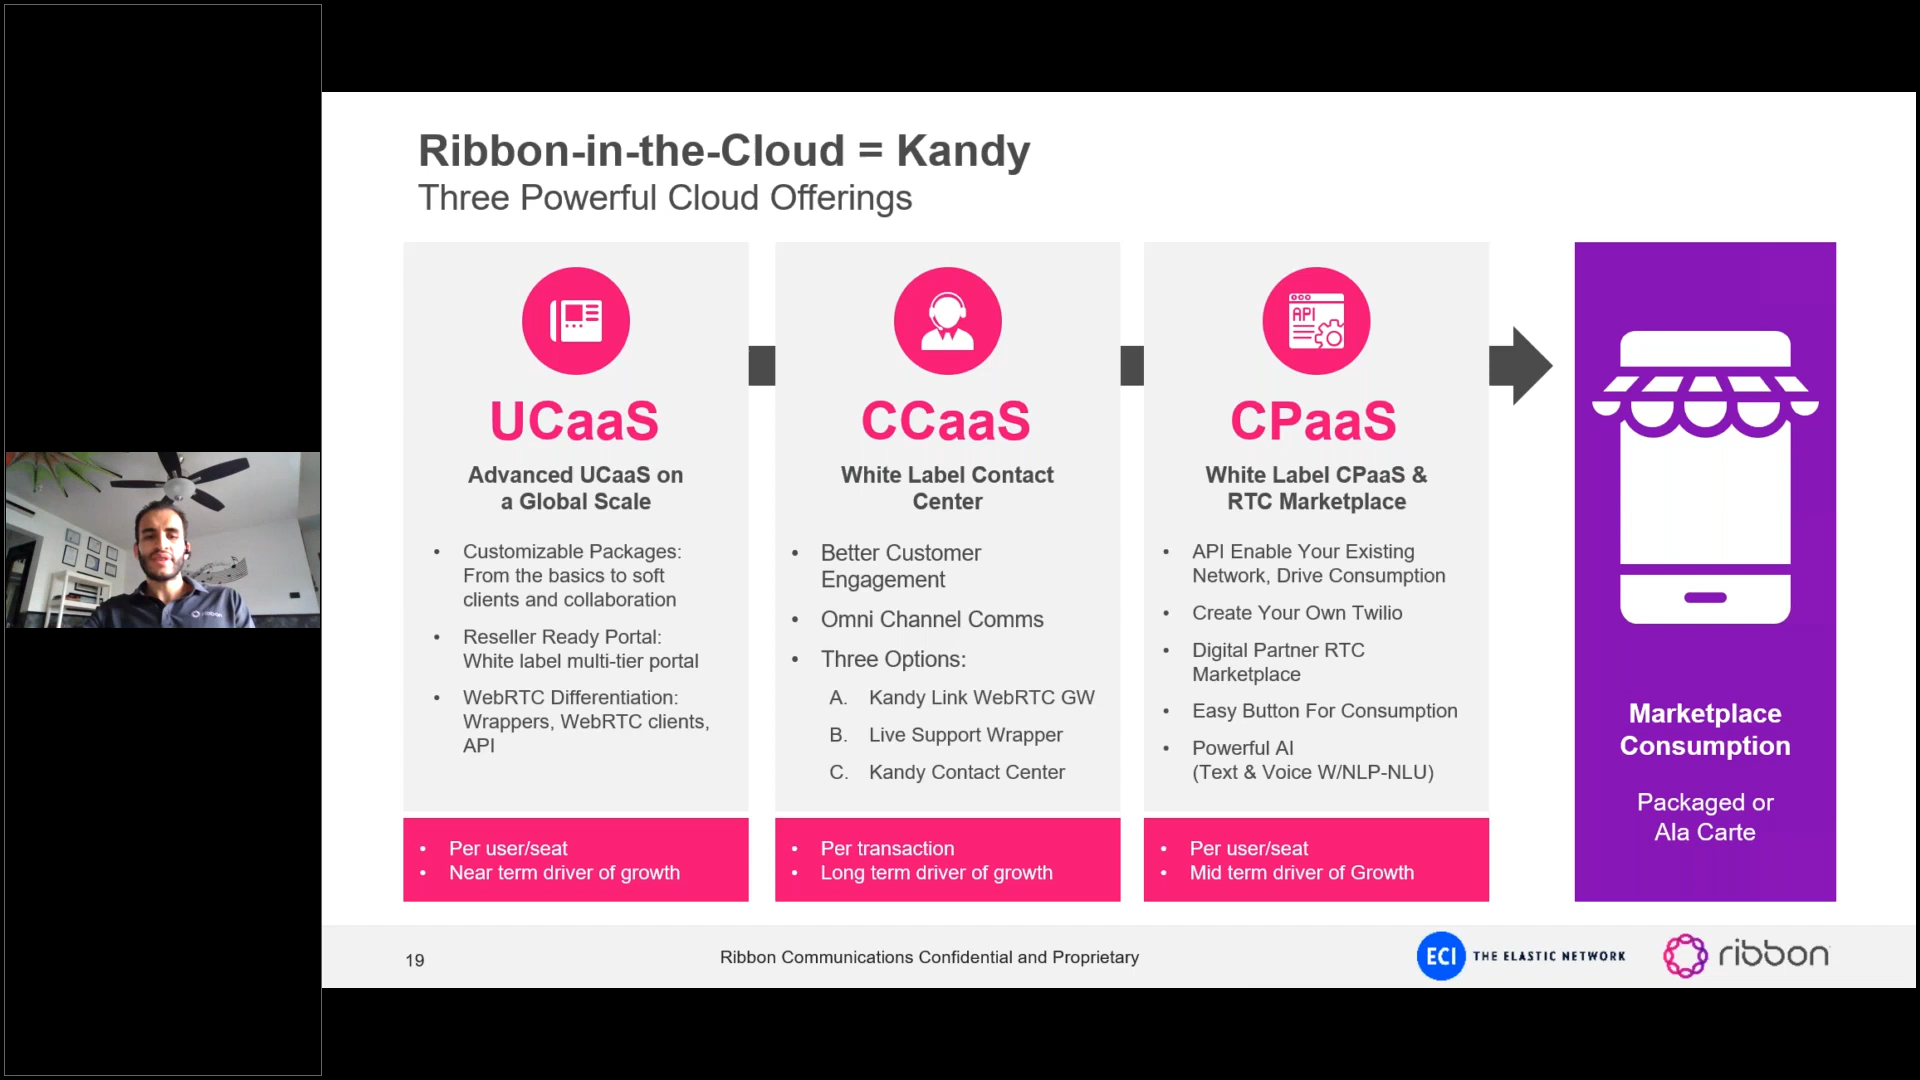 Ribbon-in-the-Cloud = Kandy
Three Powerful Cloud Offerings
UCaaS
Advanced UCaaS on
a Global Scale
• Customizable Packages:
From the basics to soft
clients and collaboration
• Reseller Ready Portal:
White label multi-tier portal
• WebRTC Differentiation:
Wrappers, WebRTC clients,
API
• Per user/seat
• Near term driver of growth
CCaaS
White Label Contact
Center
• Better Customer
Engagement
• Omni Channel Comms
• Three Options:
A. Kandy Link WebRTC GW
B. Live Support Wrapper
C. Kandy Contact Center
• Per transaction
• Long term driver of growth
API
CPaaS
White Label CPaaS &
RTC Marketplace
• API Enable Your Existing
Network, Drive Consumption
• Create Your Own Twilio
• Digital Partner RTC
Marketplace
• Easy Button For Consumption
• Powerful AI
(Text & Voice W/NLP-NLU)
• Per user/seat
• Mid term driver of Growth
Marketplace
Consumption
Packaged or
Ala Carte
19
Ribbon Communications Confidential and Proprietary
ECI THE ELASTIC NETWORK
ribbon
ribbon